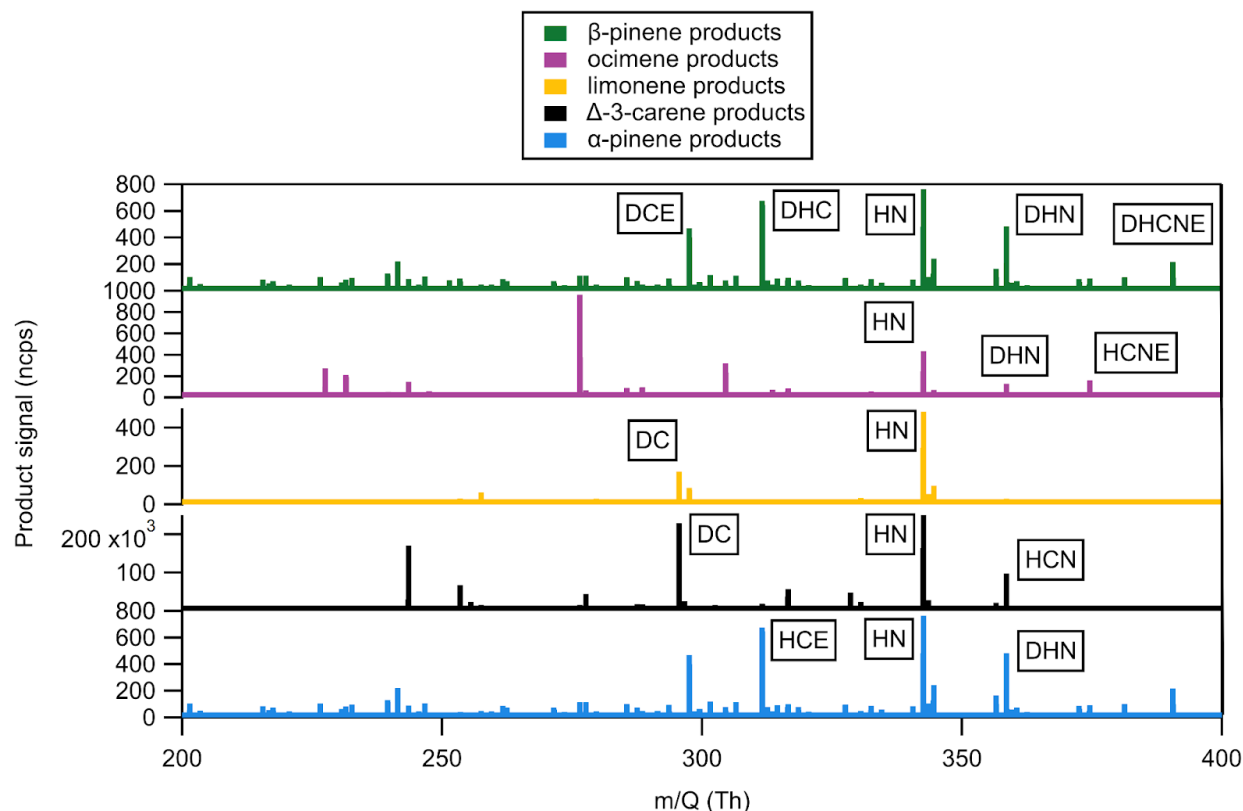 β-pinene products
ocimene products
limonene products
Δ-3-carene products
α-pinene products
Product signal (ncps)
800
600
400
200
0
DCE
DHC
HN
DHN
DHCNE
1000
800
600
400
200
0
HN
DHN
HCNE
400
200
0
DC
HN
200 x10³
100
DC
HN
HCN
800
600
400
200
0
HCE
HN
DHN
200
250
300
350
400
m/Q (Th)